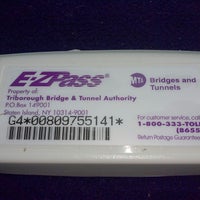 E-ZPass
MTA Bridges and Tunnels
Property of:
Triborough Bridge & Tunnel Authority
P.O. Box 149001
Staten Island, NY 10314-9001
For customer service, call
1-800-333-TOLL
(8655
Return Postage Guaranteed
G4*00809755141*